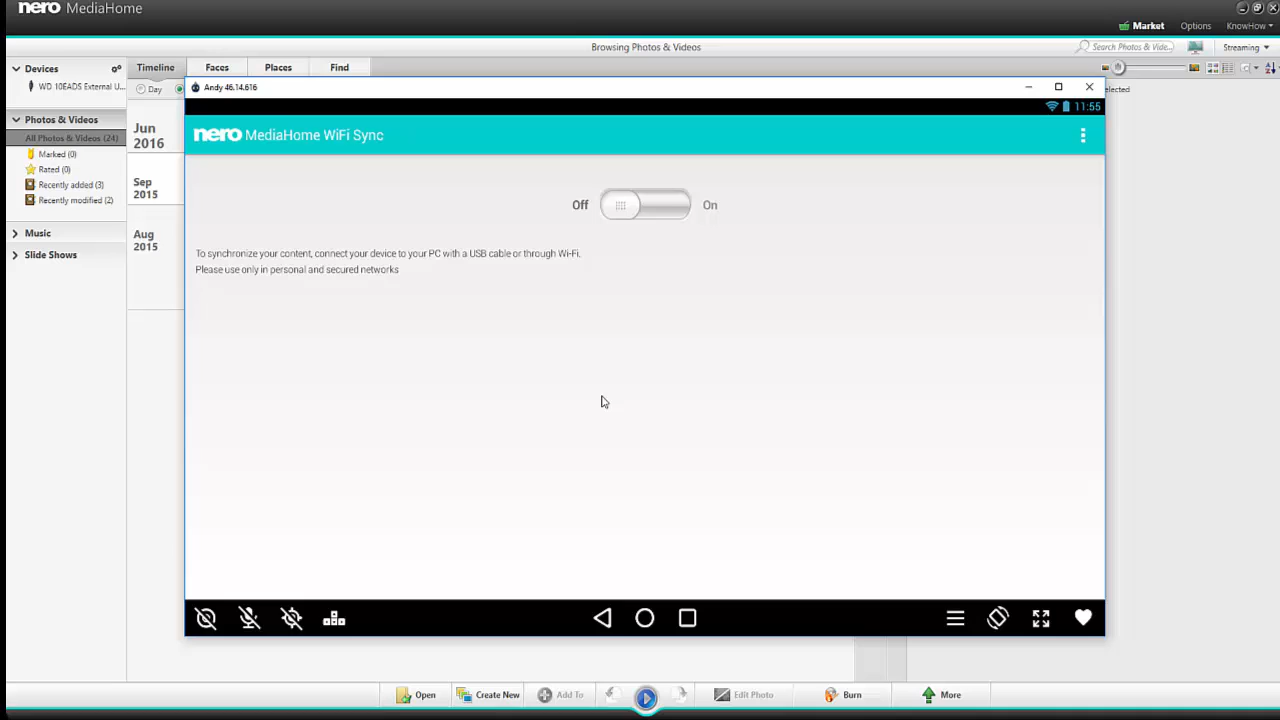 nero MediaHome
Market Options KnowHow
Browsing Photos & Videos
Search Photos & Vide...
Streaming
Devices
WD 10EADS External U...
Timeline Faces Places Find
Day
elected
Photos & Videos
All Photos & Videos (24)
Marked (0)
Rated (0)
Recently added (3)
Recently modified (2)
Music
Slide Shows
Jun
2016
Sep
2015
Aug
2015
Andy 46.14.616
11:55
nero MediaHome WiFi Sync
Off On
To synchronize your content, connect your device to your PC with a USB cable or through Wi-Fi.
Please use only in personal and secured networks
Open Create New Add To Edit Photo Burn More